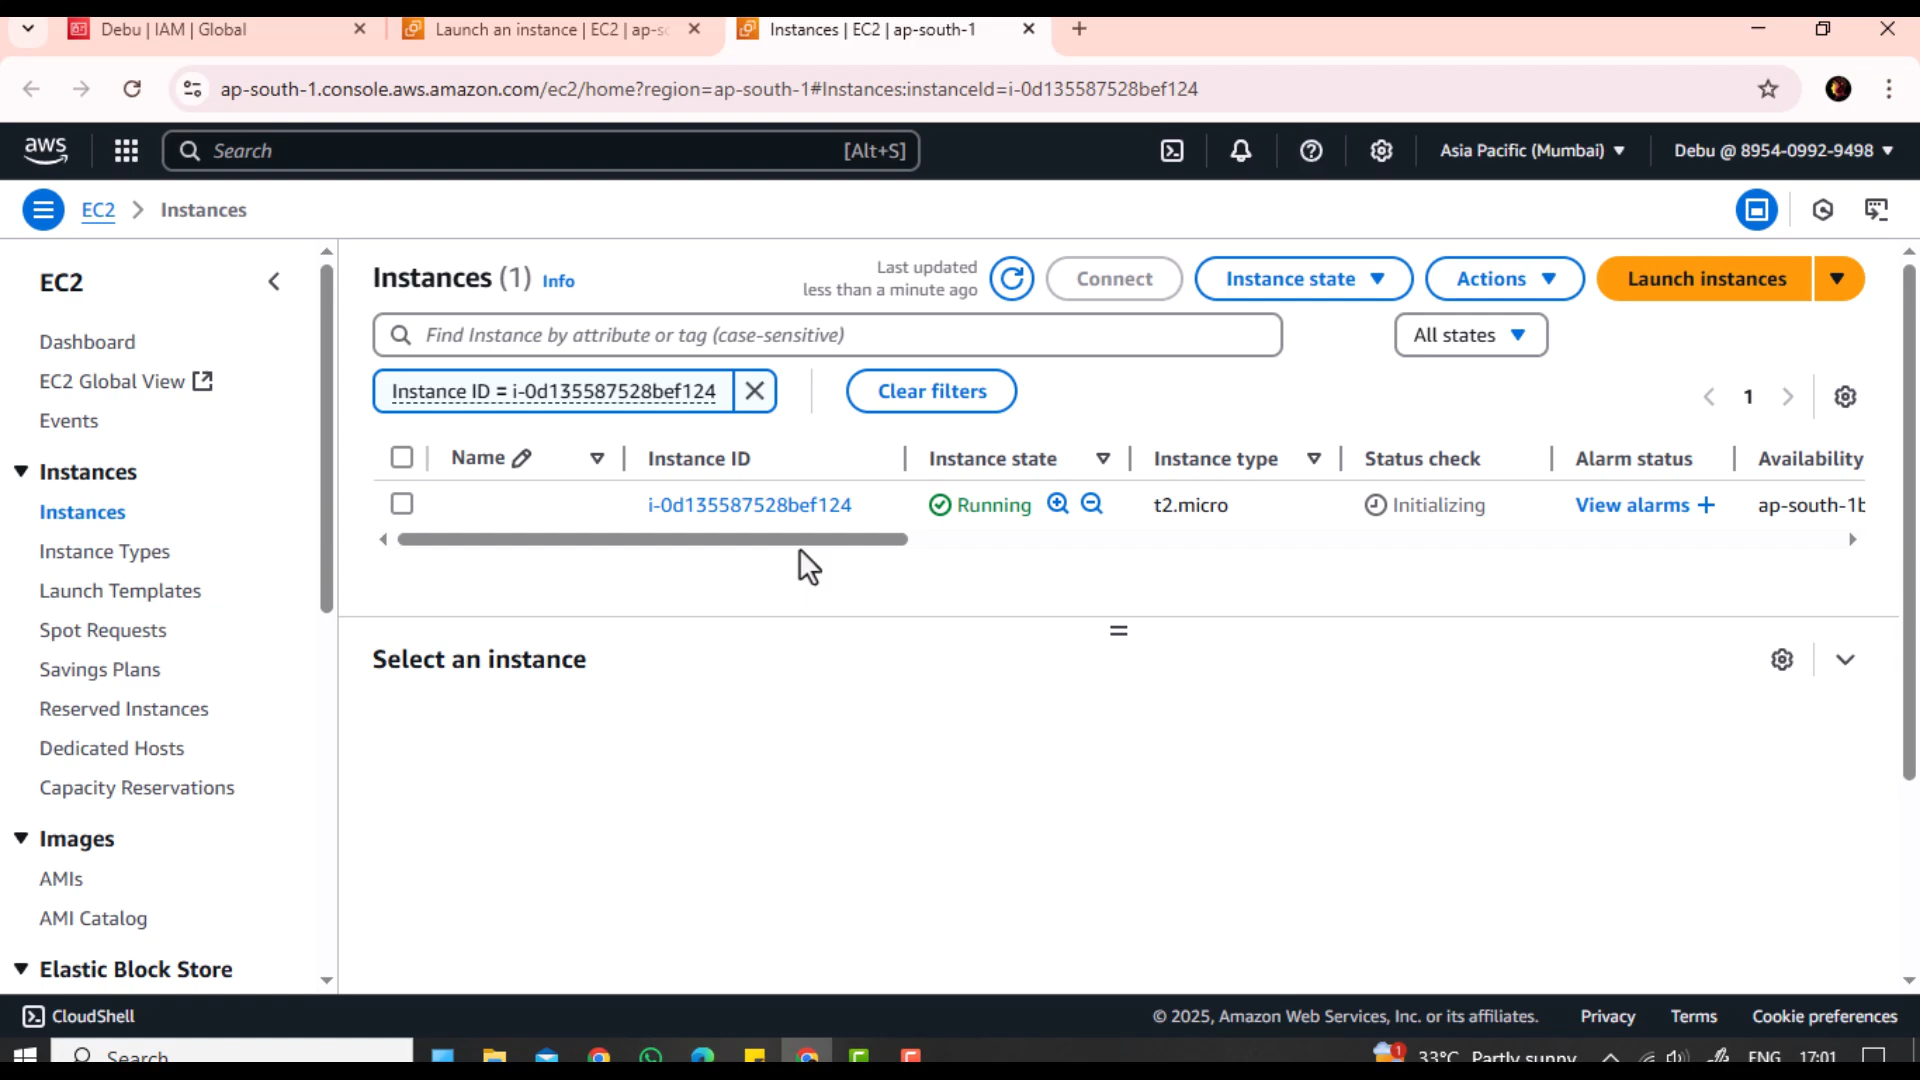 Debu | IAM | Global
Launch an instance | EC2 | ap-so
Instances | EC2 | ap-south-1
ap-south-1.console.aws.amazon.com/ec2/home?region=ap-south-1#Instances:instanceId=i-0d135587528bef124
aws
Search
[Alt+S]
Asia Pacific (Mumbai)
Debu @ 8954-0992-9498
EC2
Instances
EC2
Dashboard
EC2 Global View
Events
Instances
Instances
Instance Types
Launch Templates
Spot Requests
Savings Plans
Reserved Instances
Dedicated Hosts
Capacity Reservations
Images
AMIs
AMI Catalog
Elastic Block Store
Instances (1) Info
Last updated
less than a minute ago
Connect
Instance state
Actions
Launch instances
Find Instance by attribute or tag (case-sensitive)
All states
Instance ID = i-0d135587528bef124
Clear filters
1
Name
Instance ID
Instance state
Instance type
Status check
Alarm status
Availability
i-0d135587528bef124
Running
t2.micro
Initializing
View alarms +
ap-south-1b
Select an instance
CloudShell
© 2025, Amazon Web Services, Inc. or its affiliates.
Privacy
Terms
Cookie preferences
Search
1
33°C Partly sunny
ENG
17:01